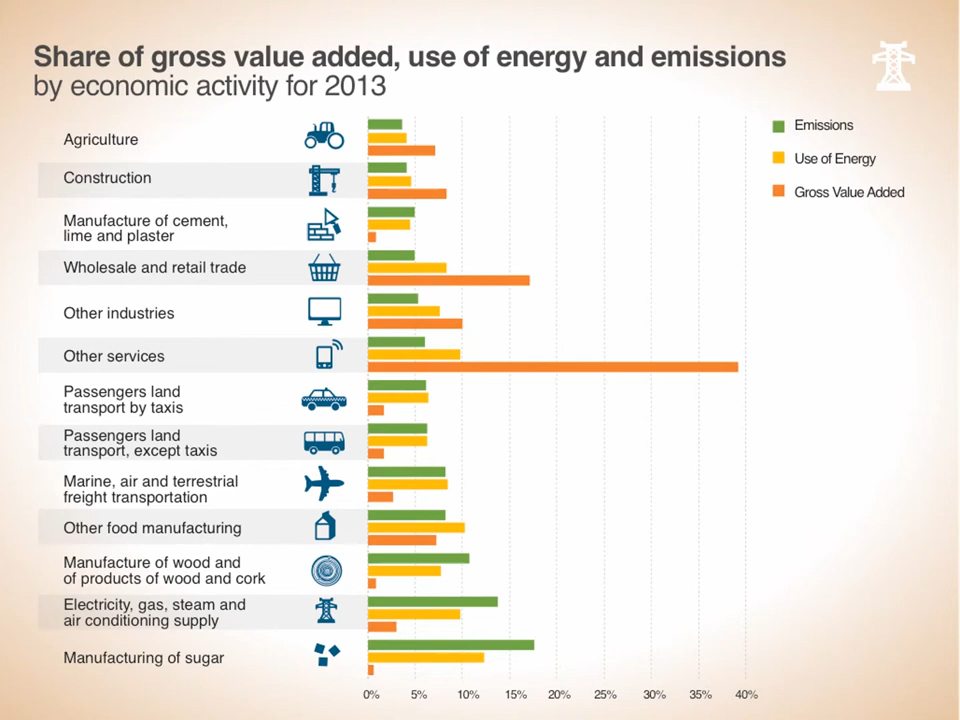 Share of gross value added, use of energy and emissions
by economic activity for 2013
Emissions
Use of Energy
Gross Value Added
Agriculture
Construction
Manufacture of cement,
lime and plaster
Wholesale and retail trade
Other industries
Other services
Passengers land
transport by taxis
Passengers land
transport, except taxis
Marine, air and terrestrial
freight transportation
Other food manufacturing
Manufacture of wood and
of products of wood and cork
Electricity, gas, steam and
air conditioning supply
Manufacturing of sugar
0% 5% 10% 15% 20% 25% 30% 35% 40%